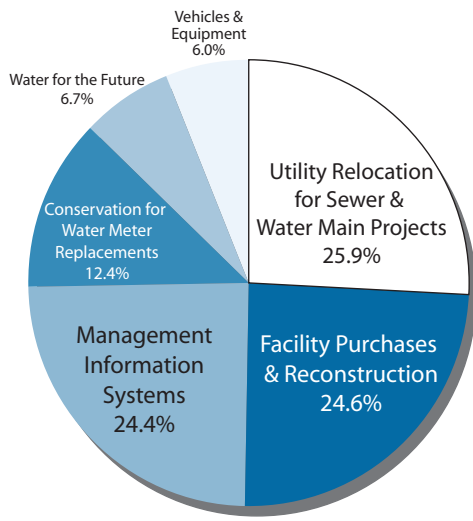 Vehicles &
Equipment
6.0%
Water for the Future
6.7%
Utility Relocation
for Sewer &
Water Main Projects
25.9%
Conservation for
Water Meter
Replacements
12.4%
Management
Information
Systems
24.4%
Facility Purchases
& Reconstruction
24.6%